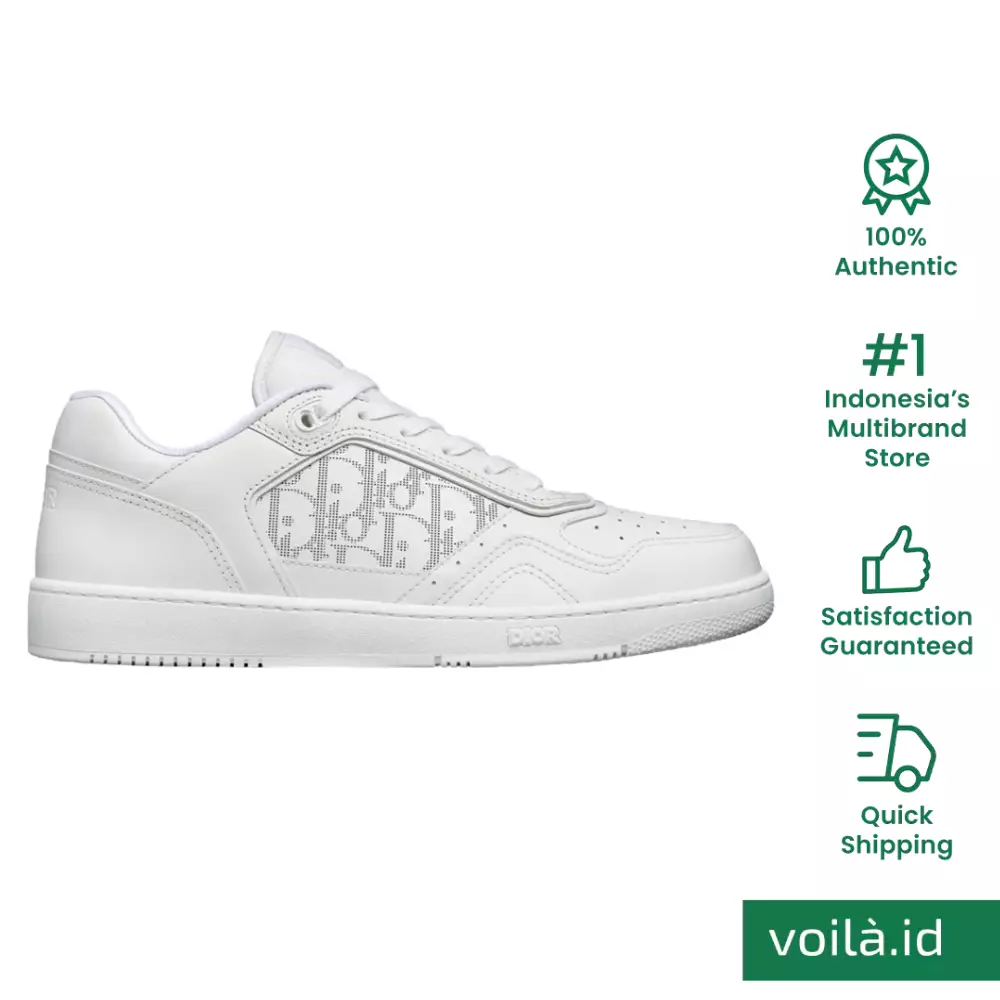 100%
Authentic
#1
Indonesia's
Multibrand
Store
Satisfaction
Guaranteed
Quick
Shipping
voilà.id
DIOR